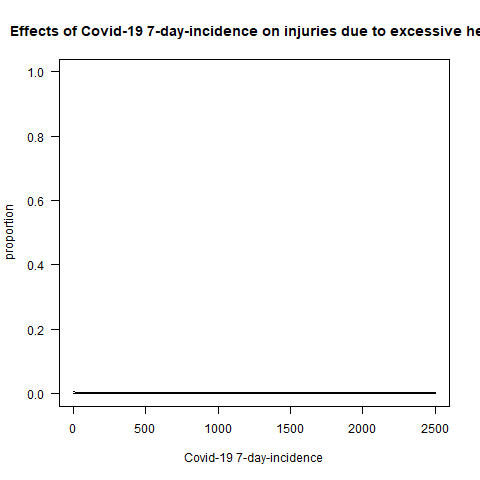 Effects of Covid-19 7-day-incidence on injuries due to excessive he
1.0
0.8
0.6
0.4
0.2
0.0
proportion
0 500 1000 1500 2000 2500
Covid-19 7-day-incidence